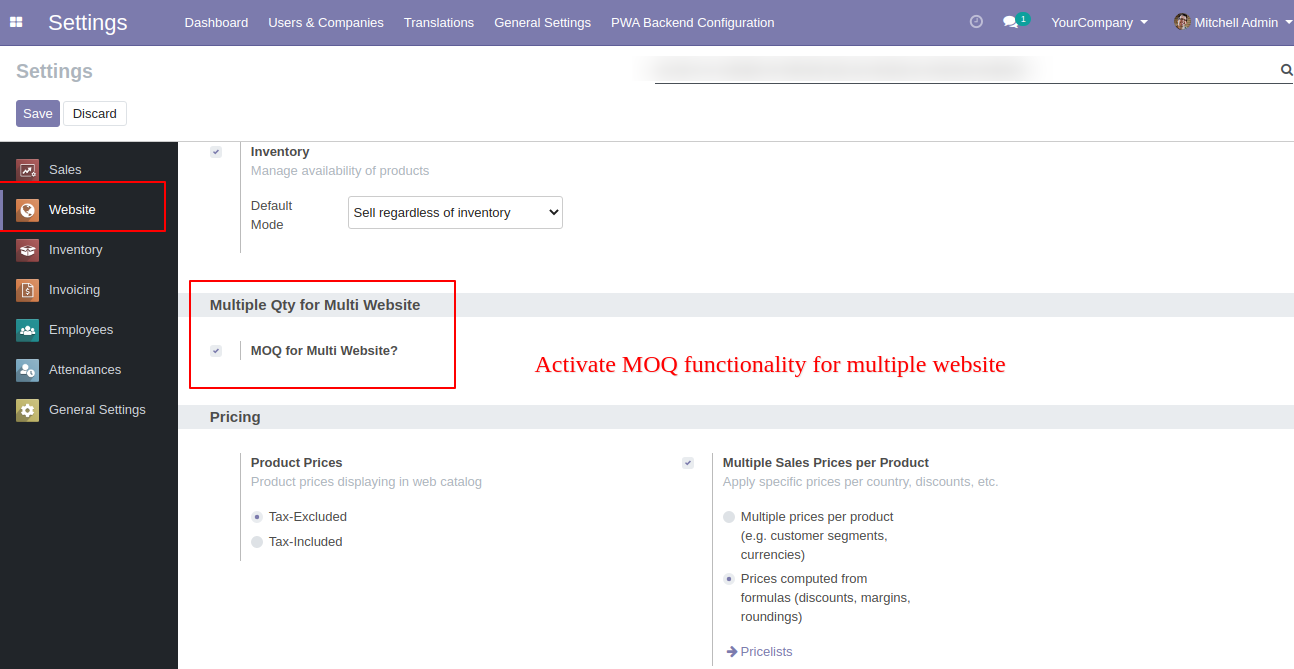 Settings Dashboard Users & Companies Translations General Settings PWA Backend Configuration 1 YourCompany Mitchell Admin
Settings
Save Discard
Sales
Website
Inventory
Invoicing
Employees
Attendances
General Settings
Inventory
Manage availability of products
Default
Mode
Sell regardless of inventory
Multiple Qty for Multi Website
MOQ for Multi Website?
Activate MOQ functionality for multiple website
Pricing
Product Prices
Product prices displaying in web catalog
Tax-Excluded
Tax-Included
Multiple Sales Prices per Product
Apply specific prices per country, discounts, etc.
Multiple prices per product
(e.g. customer segments,
currencies)
Prices computed from
formulas (discounts, margins,
roundings)
Pricelists